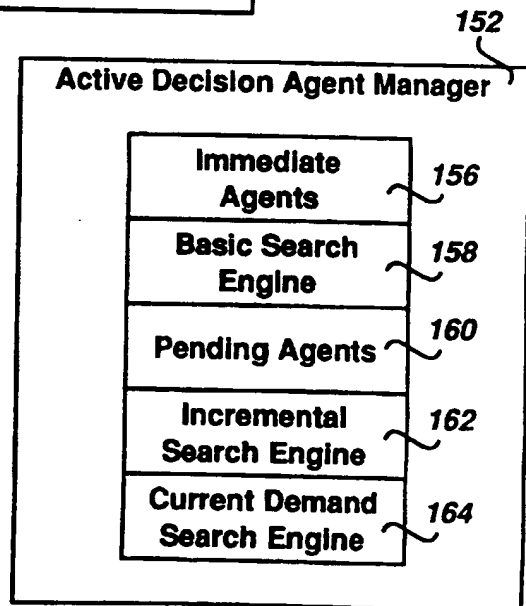 152
Active Decision Agent Manager
Immediate
Agents
156
Basic Search
Engine
158
Pending Agents
160
Incremental
Search Engine
162
Current Demand
Search Engine
164